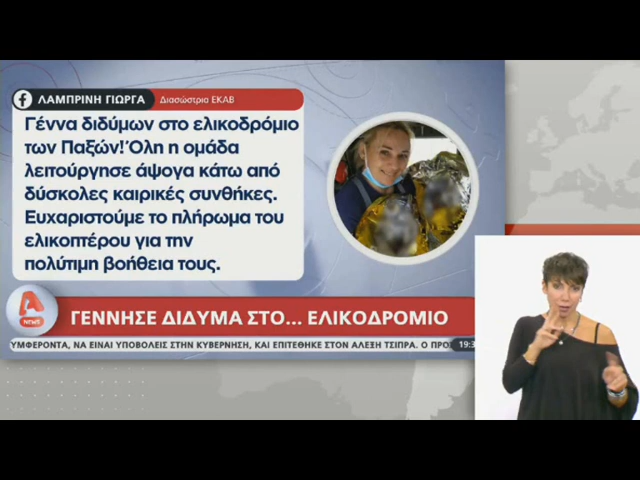 ΛΑΜΠΡΙΝΗ ΓΙΩΡΓΑ
Διασώστρια ΕΚΑΒ
Γέννα διδύμων στο ελικοδρόμιο
των Παξών!Όλη η ομάδα
λειτούργησε άψογα κάτω από
δύσκολες καιρικές συνθήκες.
Ευχαριστούμε το πλήρωμα του
ελικοπτέρου για την
πολύτιμη βοήθεια τους.
NEWS
ΓΕΝΝΗΣΕ ΔΙΔΥΜΑ ΣΤΟ... ΕΛΙΚΟΔΡΟΜΙΟ
ΥΜΦΕΡΟΝΤΑ, ΝΑ ΕΙΝΑΙ ΥΠΟΒΟΛΕΙΣ ΣΤΗΝ ΚΥΒΕΡΝΗΣΗ, ΚΑΙ ΕΠΙΤΕΘΗΚΕ ΣΤΟΝ ΑΛΕΞΗ ΤΣΙΠΡΑ. Ο ΠΡΟ